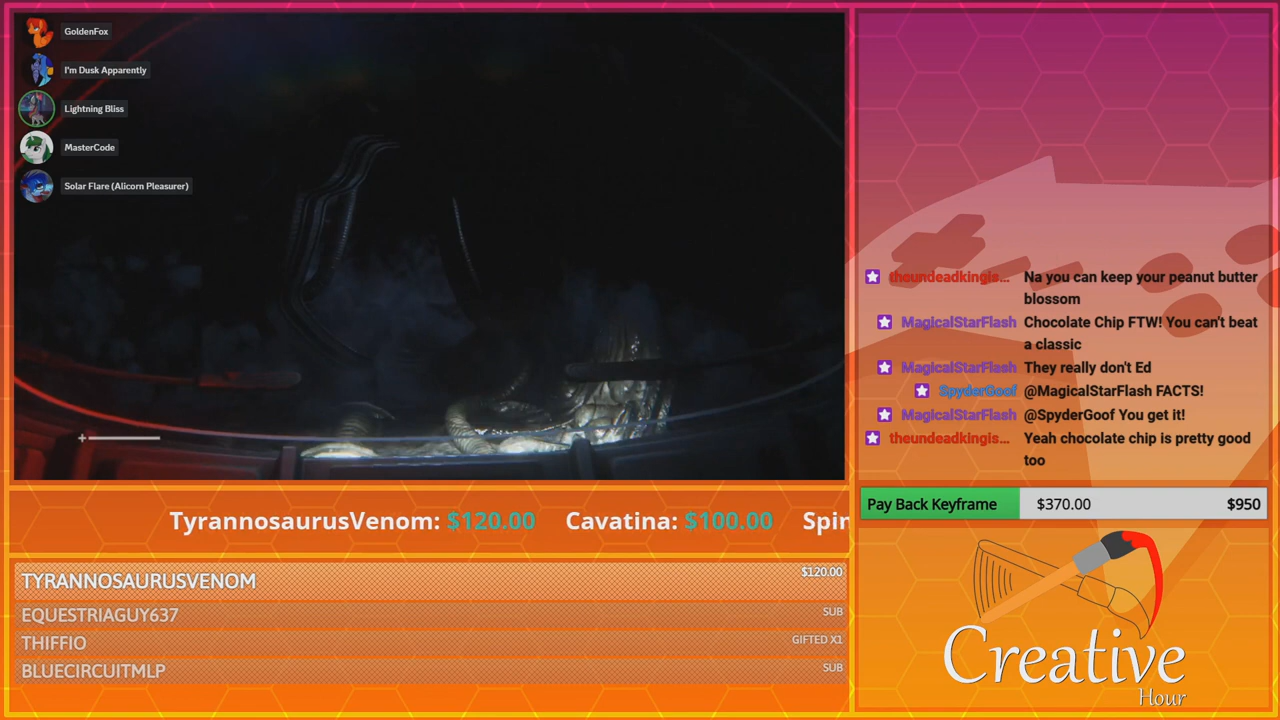 GoldenFox
I'm Dusk Apparently
Lightning Bliss
MasterCode
Solar Flare (Alicorn Pleasurer)
theundeadkingis... Na you can keep your peanut butter
blossom
MagicalStarFlash Chocolate Chip FTW! You can't beat
a classic
MagicalStarFlash They really don't Ed
SpyderGoof @MagicalStarFlash FACTS!
MagicalStarFlash @SpyderGoof You get it!
theundeadkingis... Yeah chocolate chip is pretty good
too
Pay Back Keyframe $370.00 $950
TyrannosaurusVenom: $120.00 Cavatina: $100.00 Spin
TYRANNOSAURUSVENOM $120.00
EQUESTRIAGUY637 SUB
THIFFIO GIFTED X1
BLUECIRCUITMLP SUB
Creative
Hour